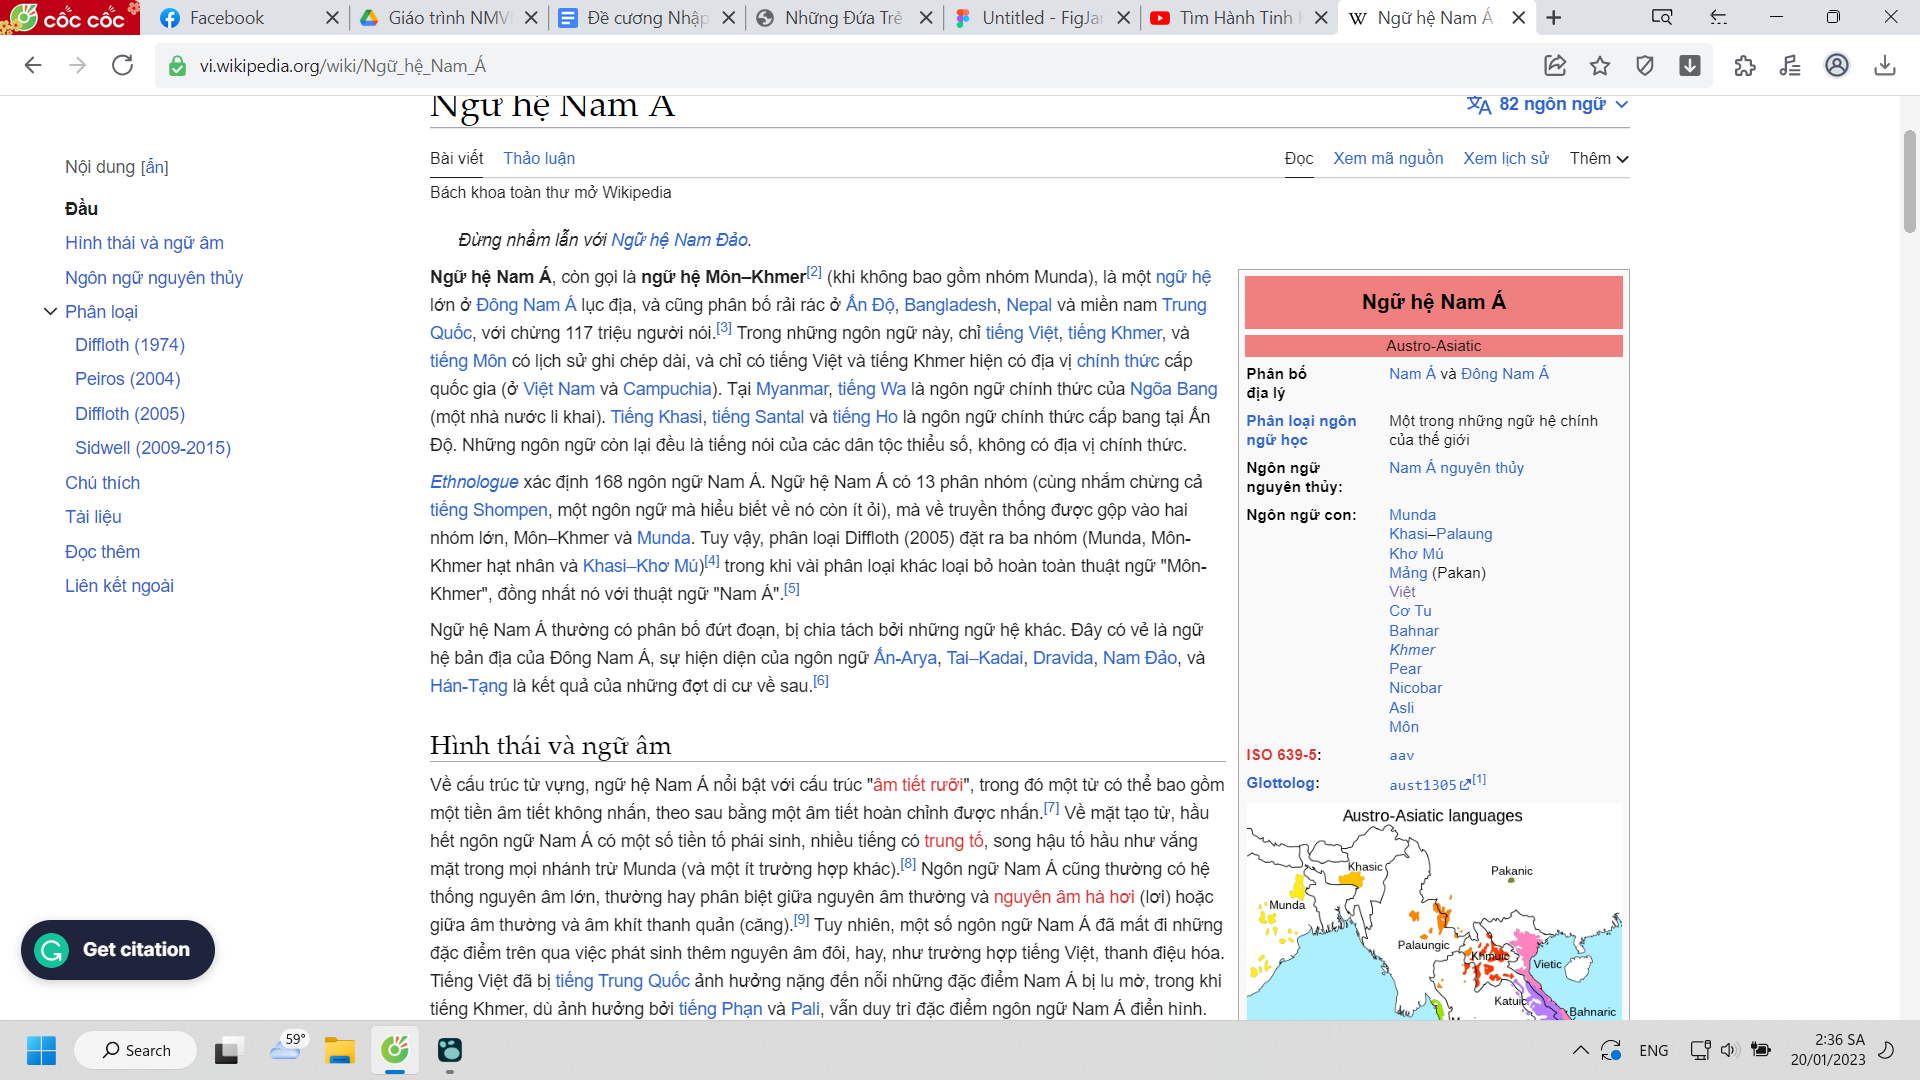 cốc cốc
Facebook
Giáo trình NMV
Đề cương Nhập
Những Đứa Trẻ
Untitled - FigJar
Tìm Hành Tinh
Ngữ hệ Nam Á
vi.wikipedia.org/wiki/Ngữ_hệ_Nam_Á
Ngữ hệ Nam Á
82 ngôn ngữ
Nội dung [ẩn]
Đầu
Hình thái và ngữ âm
Ngôn ngữ nguyên thủy
Phân loại
Diffloth (1974)
Peiros (2004)
Diffloth (2005)
Sidwell (2009-2015)
Chú thích
Tài liệu
Đọc thêm
Liên kết ngoài
Bài viết Thảo luận
Đọc Xem mã nguồn Xem lịch sử Thêm
Bách khoa toàn thư mở Wikipedia
Đừng nhầm lẫn với Ngữ hệ Nam Đảo.
Ngữ hệ Nam Á, còn gọi là ngữ hệ Môn–Khmer[2] (khi không bao gồm nhóm Munda), là một ngữ hệ
lớn ở Đông Nam Á lục địa, và cũng phân bố rải rác ở Ấn Độ, Bangladesh, Nepal và miền nam Trung
Quốc, với chừng 117 triệu người nói.[3] Trong những ngôn ngữ này, chỉ tiếng Việt, tiếng Khmer, và
tiếng Môn có lịch sử ghi chép dài, và chỉ có tiếng Việt và tiếng Khmer hiện có địa vị chính thức cấp
quốc gia (ở Việt Nam và Campuchia). Tại Myanmar, tiếng Wa là ngôn ngữ chính thức của Ngõa Bang
(một nhà nước li khai). Tiếng Khasi, tiếng Santal và tiếng Ho là ngôn ngữ chính thức cấp bang tại Ấn
Độ. Những ngôn ngữ còn lại đều là tiếng nói của các dân tộc thiểu số, không có địa vị chính thức.
Ethnologue xác định 168 ngôn ngữ Nam Á. Ngữ hệ Nam Á có 13 phân nhóm (cùng nhắm chừng cả
tiếng Shompen, một ngôn ngữ mà hiểu biết về nó còn ít ỏi), mà về truyền thống được gộp vào hai
nhóm lớn, Môn–Khmer và Munda. Tuy vậy, phân loại Diffloth (2005) đặt ra ba nhóm (Munda, Môn-
Khmer hạt nhân và Khasi–Khơ Mú)[4] trong khi vài phân loại khác loại bỏ hoàn toàn thuật ngữ "Môn-
Khmer", đồng nhất nó với thuật ngữ "Nam Á".[5]
Ngữ hệ Nam Á thường có phân bố đứt đoạn, bị chia tách bởi những ngữ hệ khác. Đây có vẻ là ngữ
hệ bản địa của Đông Nam Á, sự hiện diện của ngôn ngữ Ấn-Arya, Tai–Kadai, Dravida, Nam Đảo, và
Hán-Tạng là kết quả của những đợt di cư về sau.[6]
Hình thái và ngữ âm
Về cấu trúc từ vựng, ngữ hệ Nam Á nổi bật với cấu trúc "âm tiết rưỡi", trong đó một từ có thể bao gồm
một tiền âm tiết không nhấn, theo sau bằng một âm tiết hoàn chỉnh được nhấn.[7] Về mặt tạo từ, hầu
hết ngôn ngữ Nam Á có một số tiền tố phái sinh, nhiều tiếng có trung tố, song hậu tố hầu như vắng
mặt trong mọi nhánh trừ Munda (và một ít trường hợp khác).[8] Ngôn ngữ Nam Á cũng thường có hệ
thống nguyên âm lớn, thường hay phân biệt giữa nguyên âm thường và nguyên âm hà hơi (lơi) hoặc
giữa âm thường và âm khít thanh quản (căng).[9] Tuy nhiên, một số ngôn ngữ Nam Á đã mất đi những
đặc điểm trên qua việc phát sinh thêm nguyên âm đôi, hay, như trường hợp tiếng Việt, thanh điệu hóa.
Tiếng Việt đã bị tiếng Trung Quốc ảnh hưởng nặng đến nỗi những đặc điểm Nam Á bị lu mờ, trong khi
tiếng Khmer, dù ảnh hưởng bởi tiếng Phạn và Pali, vẫn duy trì đặc điểm ngôn ngữ Nam Á điển hình.
Ngữ hệ Nam Á
Austro-Asiatic
Phân bố Nam Á và Đông Nam Á
địa lý
Phân loại ngôn Một trong những ngữ hệ chính
ngữ học của thế giới
Ngôn ngữ Nam Á nguyên thủy
nguyên thủy:
Ngôn ngữ con: Munda
Khasi–Palaung
Khơ Mú
Mảng (Pakan)
Việt
Cơ Tu
Bahnar
Khmer
Pear
Nicobar
Asli
Môn
ISO 639-5: aav
Glottolog: aust1305[1]
Austro-Asiatic languages
Khasic
Pakanic
Munda
Palaungic
Khmuic
Vietic
Katuic
Bahnaric
Get citation
Search
59°
ENG
2:36 SA
20/01/2023